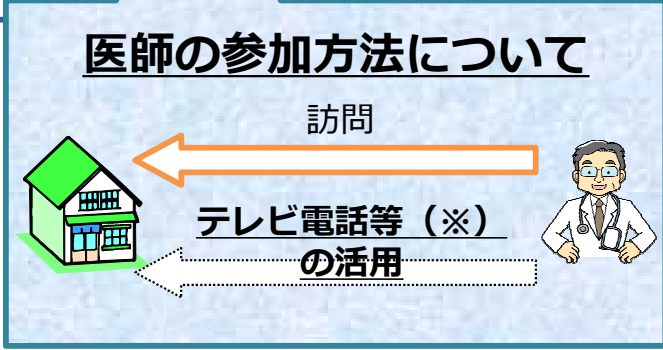 医師の参加方法について
訪問
テレビ電話等（※）
の活用